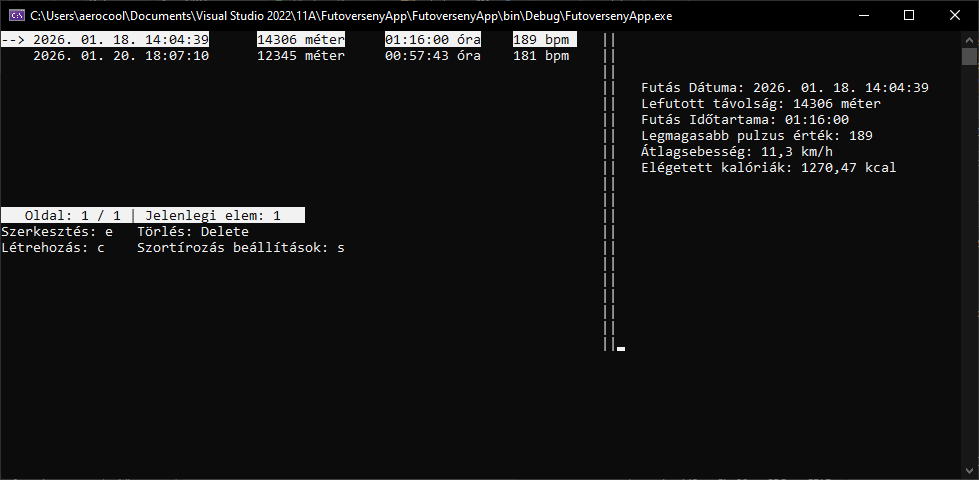 C:\Users\aerocool\Documents\Visual Studio 2022\11A\FutoversenyApp\FutoversenyApp\bin\Debug\FutoversenyApp.exe
--> 2026. 01. 18. 14:04:39 14306 méter 01:16:00 óra 189 bpm ||
2026. 01. 20. 18:07:10 12345 méter 00:57:43 óra 181 bpm ||
Futás Dátuma: 2026. 01. 18. 14:04:39
Lefutott távolság: 14306 méter
Futás Időtartama: 01:16:00
Legmagasabb pulzus érték: 189
Átlagsebesség: 11,3 km/h
Elégetett kalóriák: 1270,47 kcal
Oldal: 1 / 1 | Jelenlegi elem: 1
Szerkesztés: e Törlés: Delete
Létrehozás: c Szortírozás beállítások: s